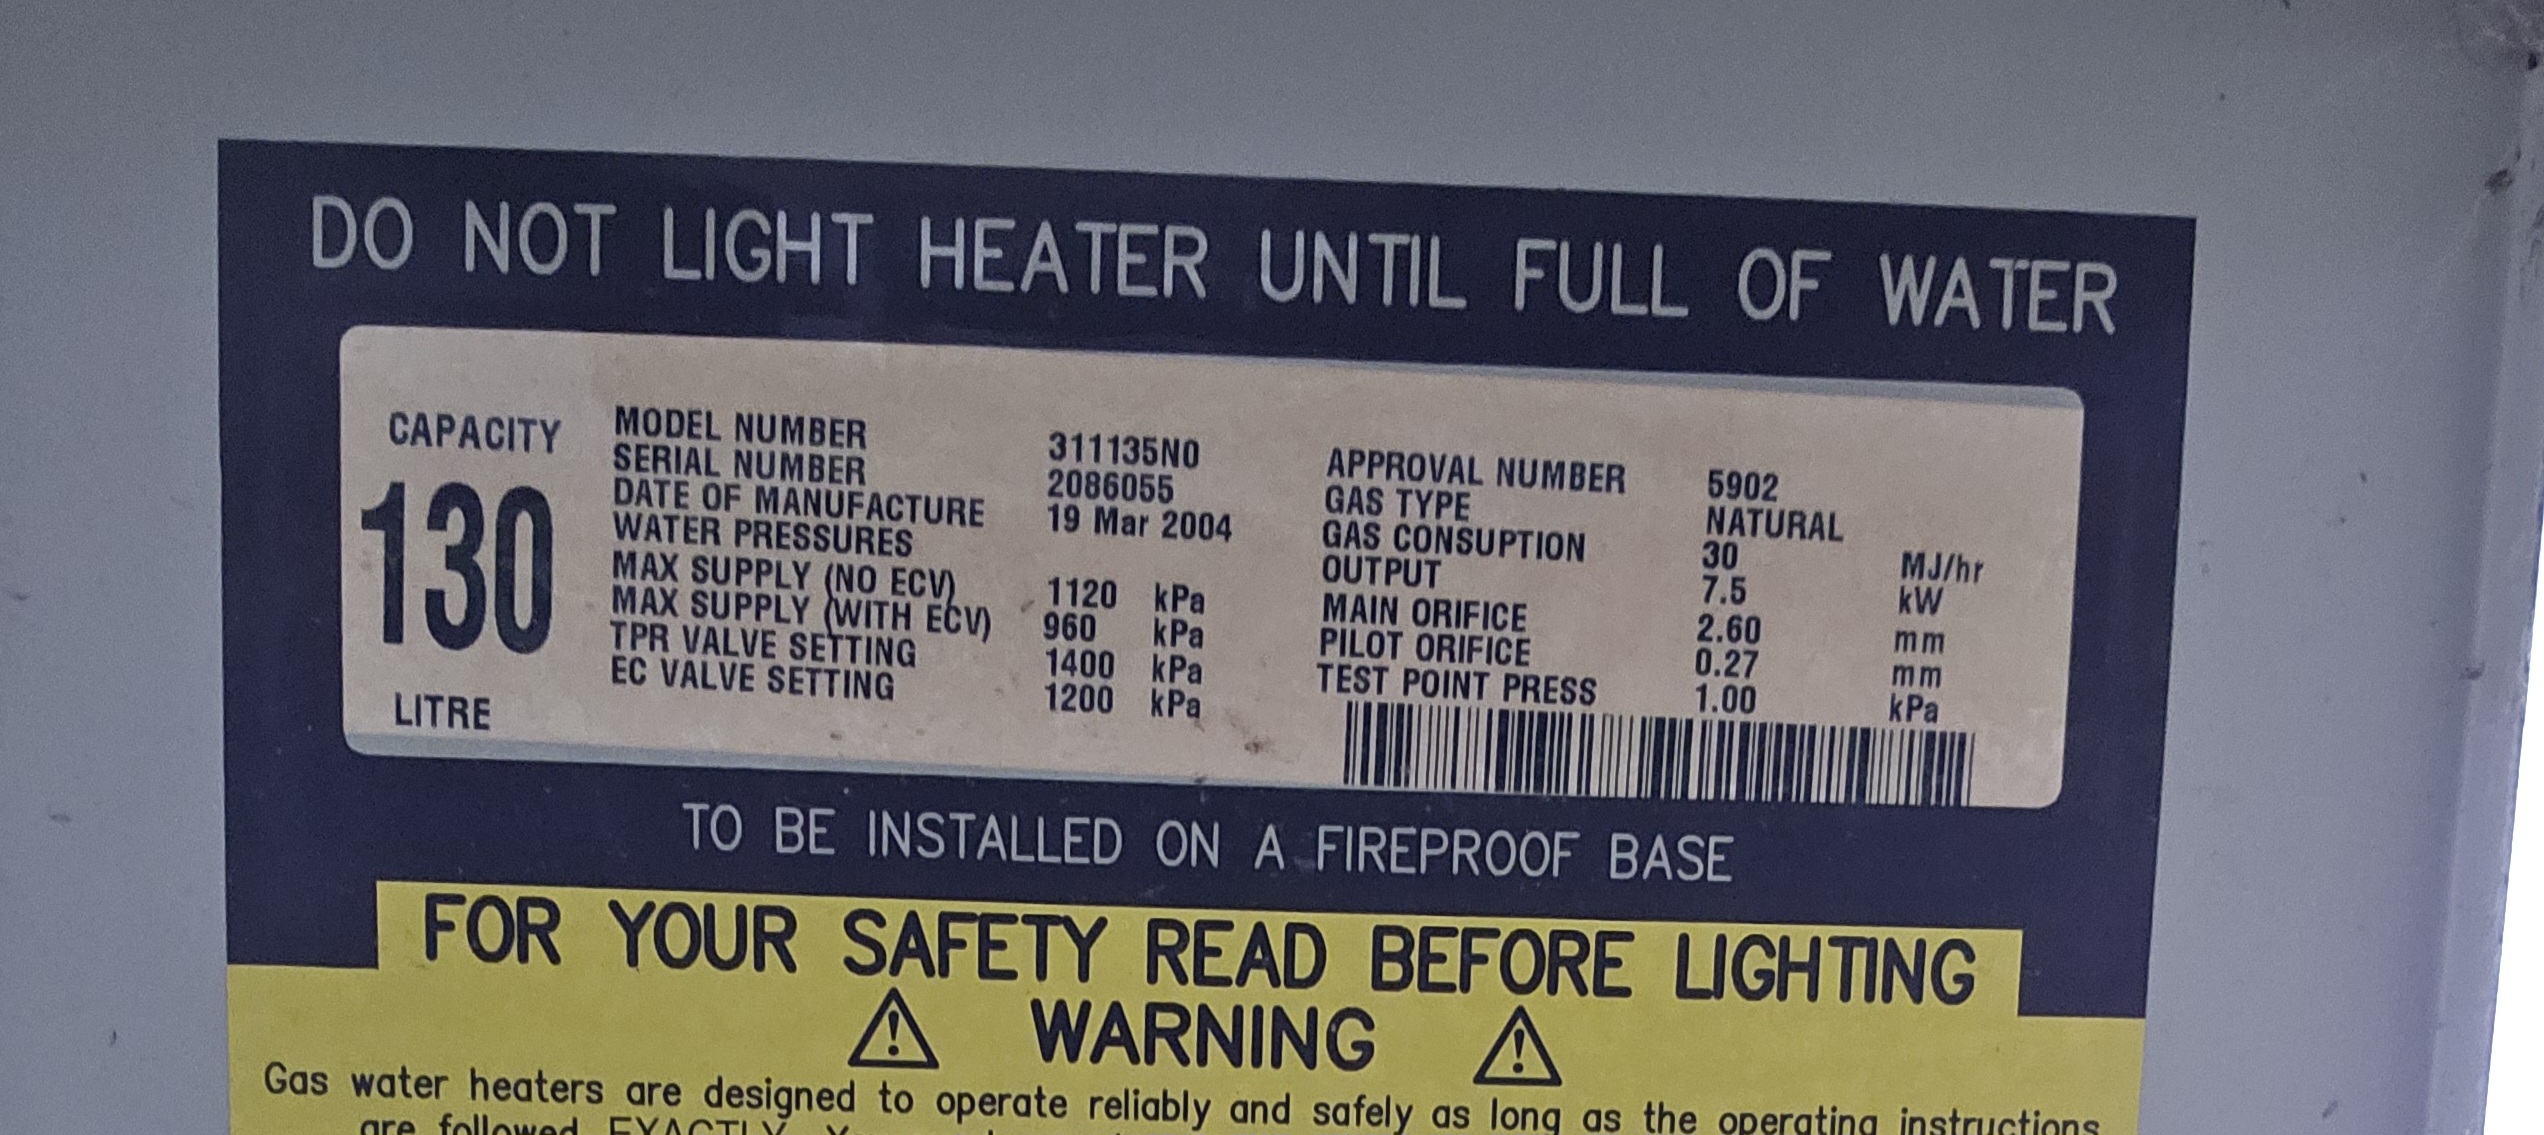 DO NOT LIGHT HEATER UNTIL FULL OF WATER
CAPACITY
130
LITRE
MODEL NUMBER 311135N0
SERIAL NUMBER 2086055
DATE OF MANUFACTURE 19 Mar 2004
WATER PRESSURES
MAX SUPPLY (NO ECV) 1120 kPa
MAX SUPPLY (WITH ECV) 960 kPa
TPR VALVE SETTING 1400 kPa
EC VALVE SETTING 1200 kPa
APPROVAL NUMBER 5902
GAS TYPE NATURAL
GAS CONSUPTION 30 MJ/hr
OUTPUT 7.5 kW
MAIN ORIFICE 2.60 mm
PILOT ORIFICE 0.27 mm
TEST POINT PRESS 1.00 kPa
TO BE INSTALLED ON A FIREPROOF BASE
FOR YOUR SAFETY READ BEFORE LIGHTING
WARNING
Gas water heaters are designed to operate reliably and safely as long as the operating instructions
are followed EXACTLY.